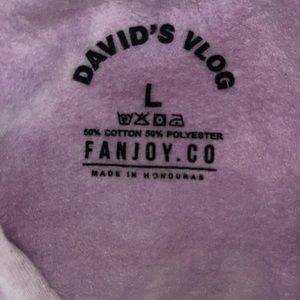 DAVID'S VLOG
L
50% COTTON 50% POLYESTER
FANJOY.CO
MADE IN HONDURAS